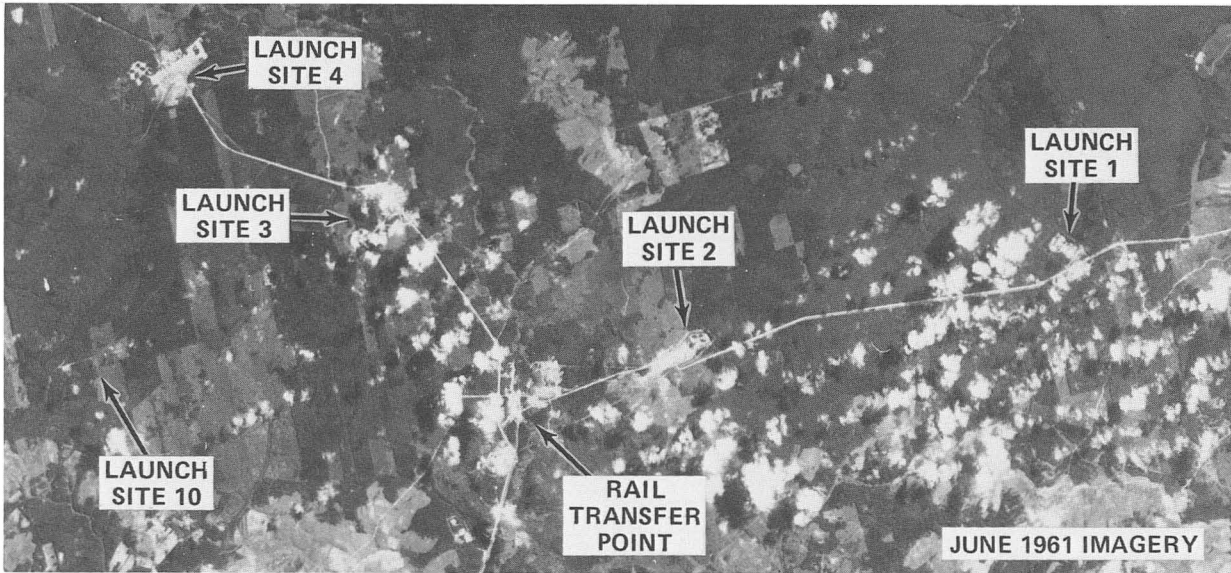 LAUNCH
SITE 4
LAUNCH
SITE 1
LAUNCH
SITE 3
LAUNCH
SITE 2
LAUNCH
SITE 10
RAIL
TRANSFER
POINT
JUNE 1961 IMAGERY